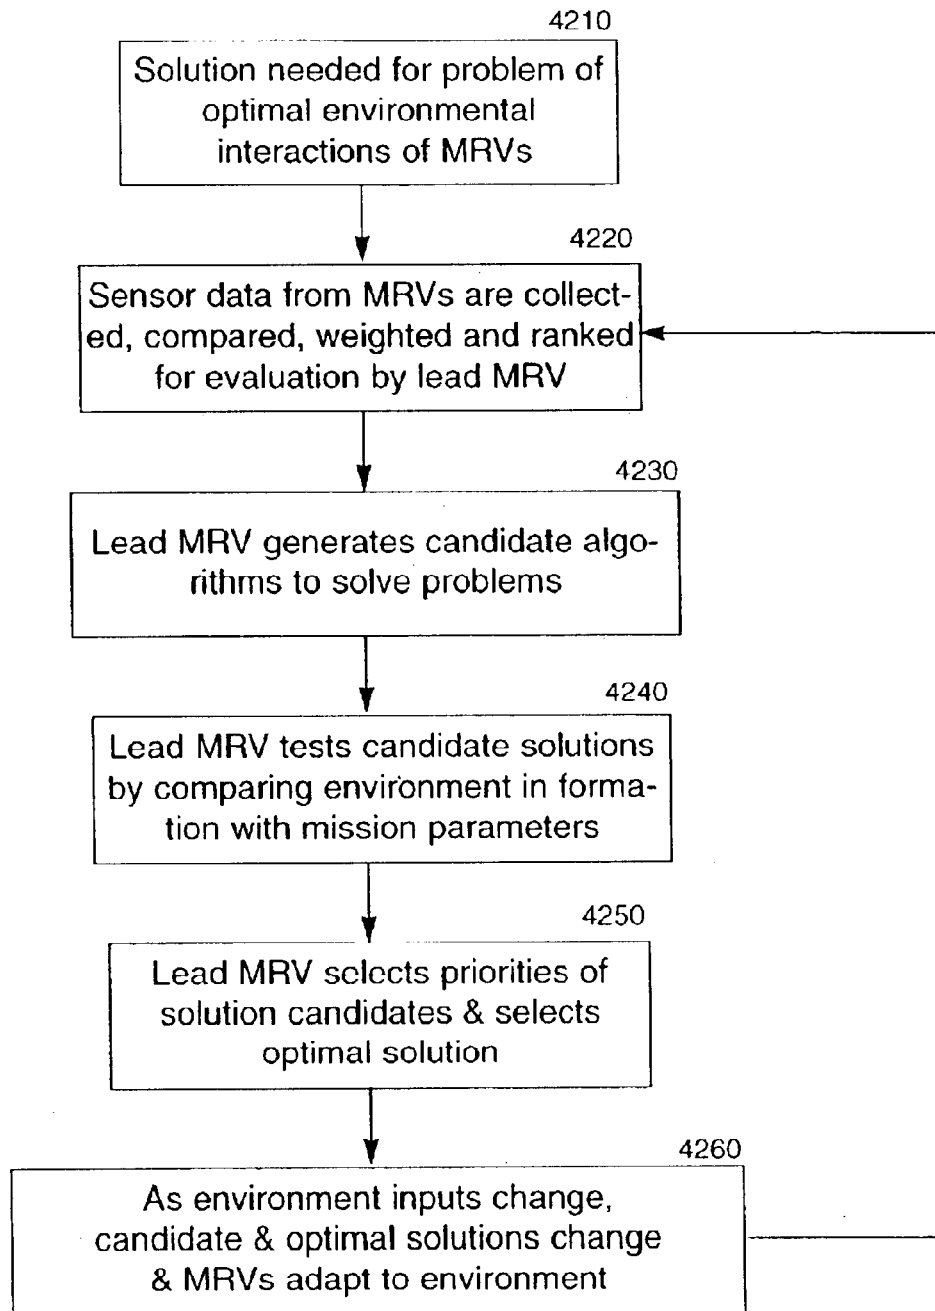 4210
Solution needed for problem of
optimal environmental
interactions of MRVs
4220
Sensor data from MRVs are collect-
ed, compared, weighted and ranked
for evaluation by lead MRV
4230
Lead MRV generates candidate algo-
rithms to solve problems
4240
Lead MRV tests candidate solutions
by comparing environment in forma-
tion with mission parameters
4250
Lead MRV selects priorities of
solution candidates & selects
optimal solution
4260
As environment inputs change,
candidate & optimal solutions change
& MRVs adapt to environment